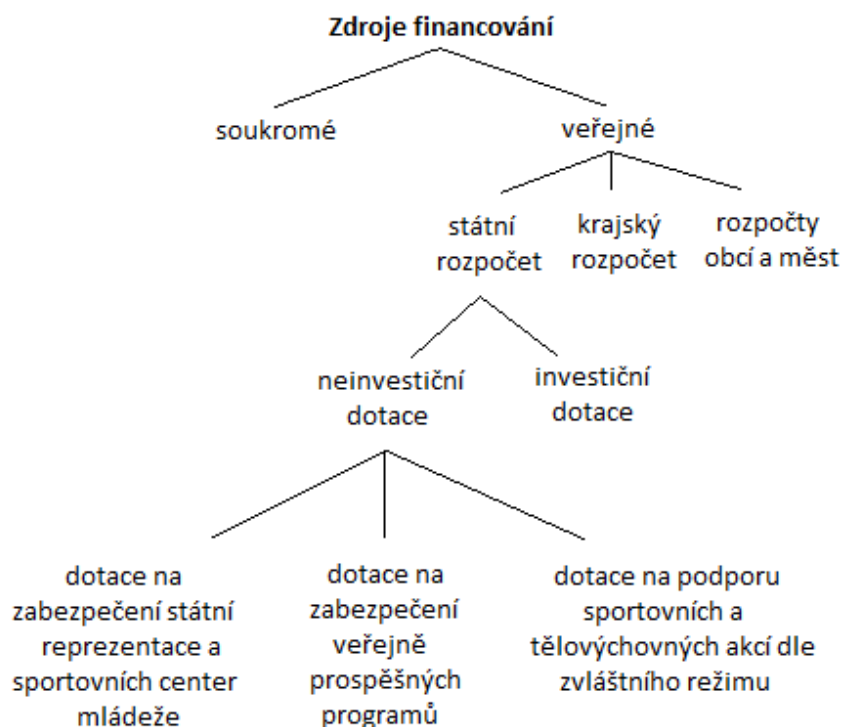 Zdroje financování
soukromé
veřejné
státní
rozpočet
krajský
rozpočet
rozpočty
obcí a měst
neinvestiční
dotace
investiční
dotace
dotace na
zabezpečení státní
reprezentace a
sportovních center
mládeže
dotace na
zabezpečení
veřejně
prospěšných
programů
dotace na podporu
sportovních a
tělovýchovných akcí dle
zvláštního režimu